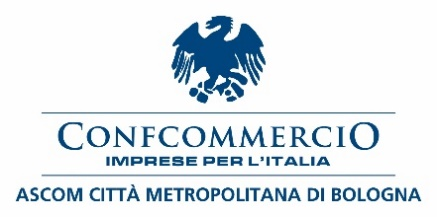 CONFCOMMERCIO
IMPRESE PER L'ITALIA
ASCOM CITTÀ METROPOLITANA DI BOLOGNA